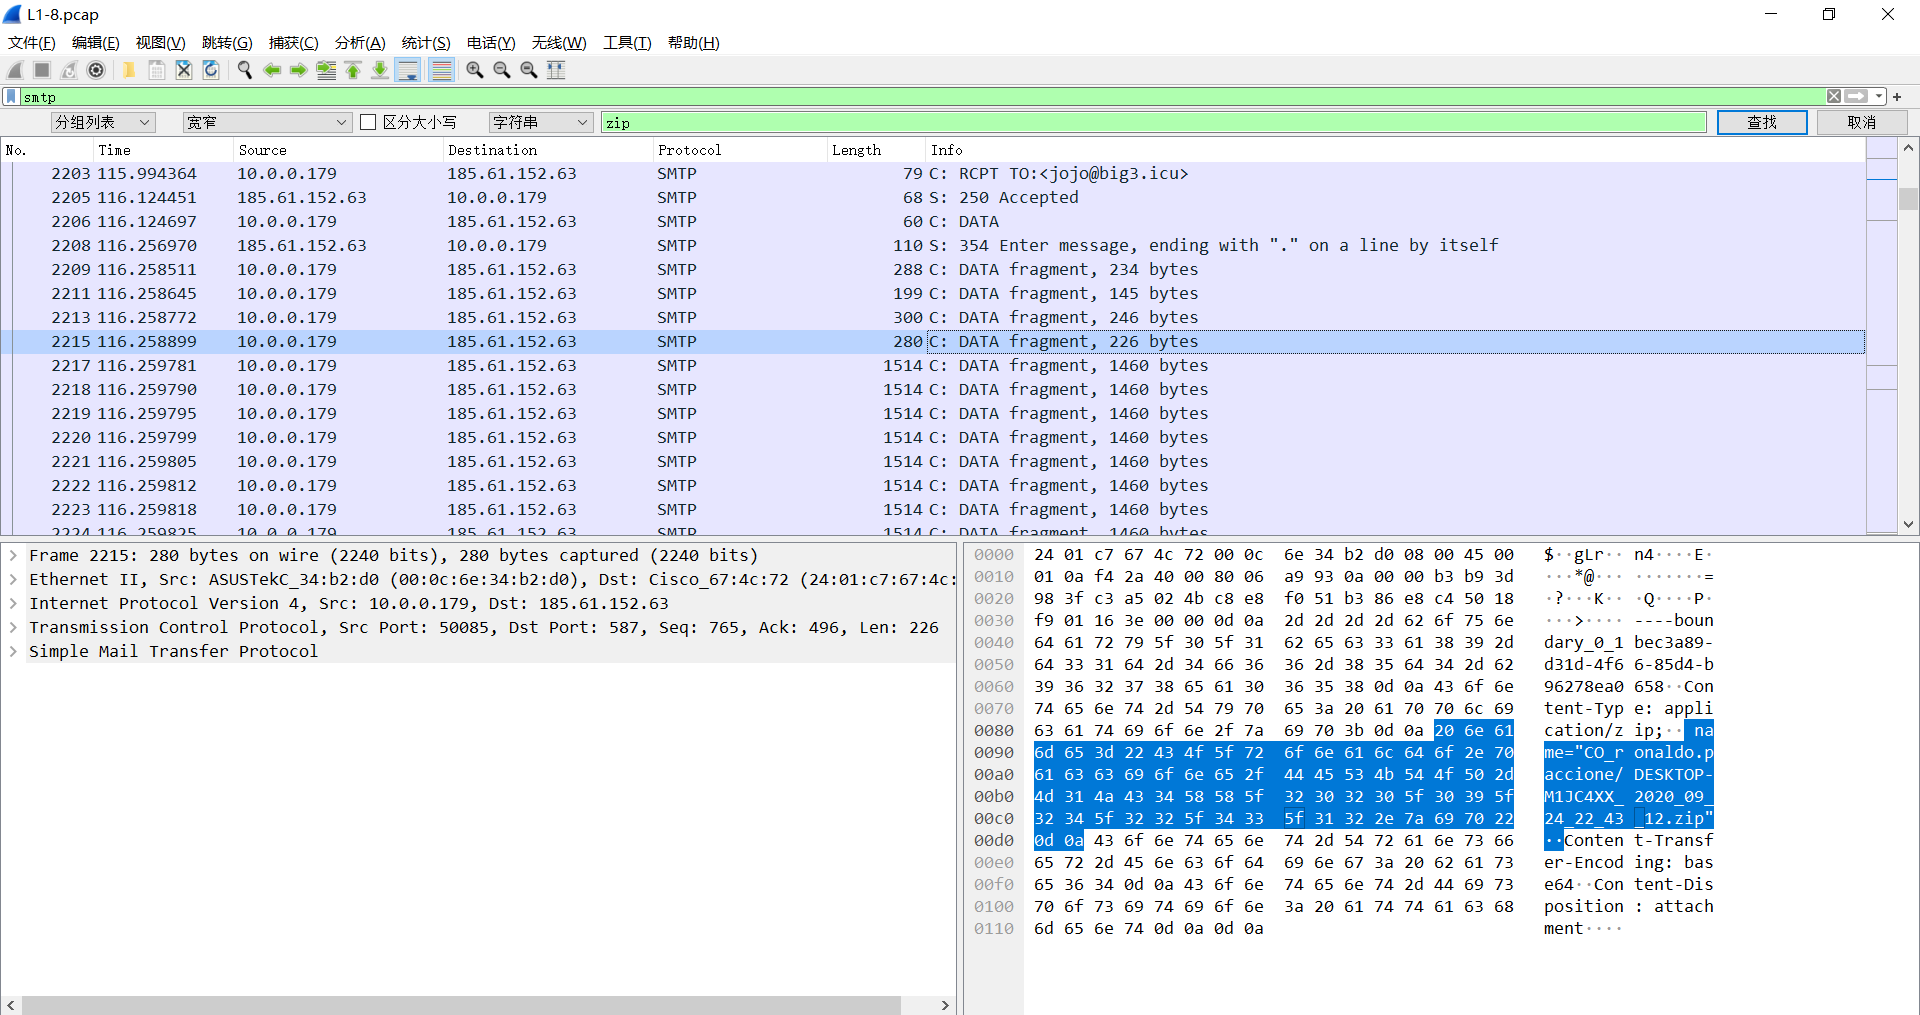 L1-8.pcap
文件(F) 编辑(E) 视图(V) 跳转(G) 捕获(C) 分析(A) 统计(S) 电话(Y) 无线(W) 工具(T) 帮助(H)
smtp
分组列表 宽窄 区分大小写 字符串 zip 查找 取消
No. Time Source Destination Protocol Length Info
2203 115.994364 10.0.0.179 185.61.152.63 SMTP 79 C: RCPT TO:<jojo@big3.icu>
2205 116.124451 185.61.152.63 10.0.0.179 SMTP 68 S: 250 Accepted
2206 116.124697 10.0.0.179 185.61.152.63 SMTP 60 C: DATA
2208 116.256970 185.61.152.63 10.0.0.179 SMTP 110 S: 354 Enter message, ending with "." on a line by itself
2209 116.258511 10.0.0.179 185.61.152.63 SMTP 288 C: DATA fragment, 234 bytes
2211 116.258645 10.0.0.179 185.61.152.63 SMTP 199 C: DATA fragment, 145 bytes
2213 116.258772 10.0.0.179 185.61.152.63 SMTP 300 C: DATA fragment, 246 bytes
2215 116.258899 10.0.0.179 185.61.152.63 SMTP 280 C: DATA fragment, 226 bytes
2217 116.259781 10.0.0.179 185.61.152.63 SMTP 1514 C: DATA fragment, 1460 bytes
2218 116.259790 10.0.0.179 185.61.152.63 SMTP 1514 C: DATA fragment, 1460 bytes
2219 116.259795 10.0.0.179 185.61.152.63 SMTP 1514 C: DATA fragment, 1460 bytes
2220 116.259799 10.0.0.179 185.61.152.63 SMTP 1514 C: DATA fragment, 1460 bytes
2221 116.259805 10.0.0.179 185.61.152.63 SMTP 1514 C: DATA fragment, 1460 bytes
2222 116.259812 10.0.0.179 185.61.152.63 SMTP 1514 C: DATA fragment, 1460 bytes
2223 116.259818 10.0.0.179 185.61.152.63 SMTP 1514 C: DATA fragment, 1460 bytes
2224 116.259825 10.0.0.179 185.61.152.63 SMTP 1514 C: DATA fragment, 1460 bytes
Frame 2215: 280 bytes on wire (2240 bits), 280 bytes captured (2240 bits)
Ethernet II, Src: ASUSTekC_34:b2:d0 (00:0c:6e:34:b2:d0), Dst: Cisco_67:4c:72 (24:01:c7:67:4c:
Internet Protocol Version 4, Src: 10.0.0.179, Dst: 185.61.152.63
Transmission Control Protocol, Src Port: 50085, Dst Port: 587, Seq: 765, Ack: 496, Len: 226
Simple Mail Transfer Protocol
0000 24 01 c7 67 4c 72 00 0c 6e 34 b2 d0 08 00 45 00 $··gLr·· n4····E·
0010 01 0a f4 2a 40 00 80 06 a9 93 0a 00 00 b3 b9 3d ···*@··· ·······=
0020 98 3f c3 a5 02 4b c8 e8 f0 51 b3 86 e8 c4 50 18 ·?···K·· ·Q····P·
0030 f9 01 16 3e 00 00 0d 0a 2d 2d 2d 2d 62 6f 75 6e ···>···· ----boun
0040 64 61 72 79 5f 30 5f 31 62 65 63 33 61 38 39 2d dary_0_1 bec3a89-
0050 64 33 31 64 2d 34 66 36 36 2d 38 35 64 34 2d 62 d31d-4f6 6-85d4-b
0060 39 36 32 37 38 65 61 30 36 35 38 0d 0a 43 6f 6e 96278ea0 658··Con
0070 74 65 6e 74 2d 54 79 70 65 3a 20 61 70 70 6c 69 tent-Typ e: appli
0080 63 61 74 69 6f 6e 2f 7a 69 70 3b 0d 0a 20 6e 61 cation/z ip;·· na
0090 6d 65 3d 22 43 4f 5f 72 6f 6e 61 6c 64 6f 2e 70 me="CO_r onaldo.p
00a0 61 63 63 69 6f 6e 65 2f 44 45 53 4b 54 4f 50 2d accione/ DESKTOP-
00b0 4d 31 4a 43 34 58 58 5f 32 30 32 30 5f 30 39 5f M1JC4XX_ 2020_09_
00c0 32 34 5f 32 32 5f 34 33 5f 31 32 2e 7a 69 70 22 24_22_43 _12.zip"
00d0 0d 0a 43 6f 6e 74 65 6e 74 2d 54 72 61 6e 73 66 ··Conten t-Transf
00e0 65 72 2d 45 6e 63 6f 64 69 6e 67 3a 20 62 61 73 er-Encod ing: bas
00f0 65 36 34 0d 0a 43 6f 6e 74 65 6e 74 2d 44 69 73 e64··Con tent-Dis
0100 70 6f 73 69 74 69 6f 6e 3a 20 61 74 74 61 63 68 position : attach
0110 6d 65 6e 74 0d 0a 0d 0a ment····